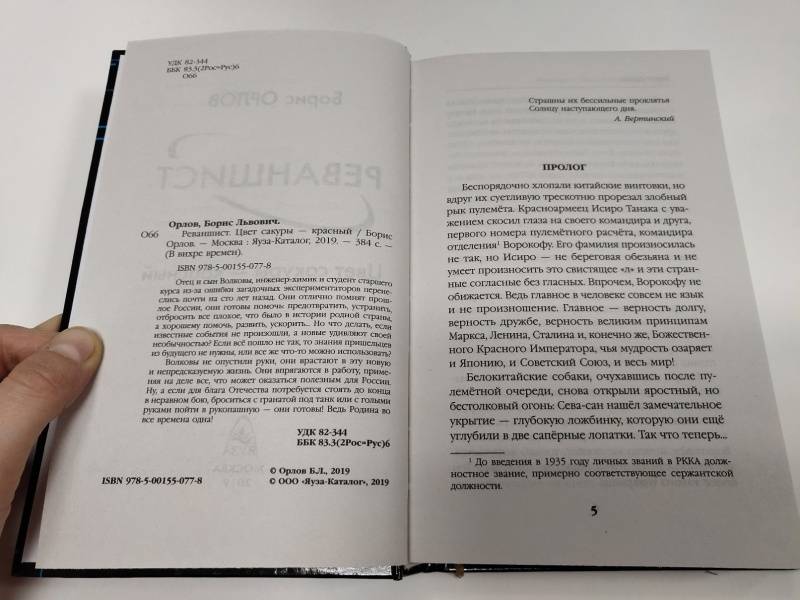 УДК 82-344
ББК 83.3(2Рос=Рус)6
О66
Орлов, Борис Львович.
О66 Реваншист. Цвет сакуры — красный / Борис
Орлов. — Москва : Яуза-Каталог, 2019. — 384 с. —
(В вихре времен).
ISBN 978-5-00155-077-8
Отец и сын Волковы, инженер-химик и студент старшего
курса из-за ошибки загадочных экспериментаторов перене-
слись почти на сто лет назад. Они отлично помнят прош-
лое России, они готовы помочь: предотвратить, устранить,
отбросить все плохое, что было в истории родной страны,
а хорошему помочь, развить, ускорить.. Но что делать, если
известные события не произошли, а новые удивляют своей
необычностью? Если всё пошло не так, то знания пришельцев
из будущего не нужны, или все же что-то можно использовать?
Волковы не опустили руки, они врастают в эту новую
и непредсказуемую жизнь. Они впрягаются в работу, приме-
няя на деле все, что может оказаться полезным для России.
Ну, а если для блага Отечества потребуется стоять до конца
в неравном бою, броситься с гранатой под танк или с голыми
руками пойти в рукопашную — они готовы! Ведь Родина во
все времена одна!
УДК 82-344
ББК 83.3(2Рос=Рус)6
© Орлов Б.Л., 2019
ISBN 978-5-00155-077-8 © ООО «Яуза-Каталог», 2019
Страшны их бессильные проклятья
Солнцу наступающего дня.
А. Вертинский
ПРОЛОГ
Беспорядочно хлопали китайские винтовки, но
вдруг их суетливую трескотню прорезал злобный
рык пулемёта. Красноармеец Исиро Танака с ува-
жением скосил глаза на своего командира и друга,
первого номера пулемётного расчёта, командира
отделения¹ Ворокофу. Его фамилия произносилась
не так, но Исиро — не береговая обезьяна и не
умеет произносить это свистящее «л» и эти стран-
ные согласные без гласных. Впрочем, Ворокофу не
обижается. Ведь главное в человеке совсем не язык
и не произношение. Главное — верность долгу,
верность дружбе, верность великим принципам
Маркса, Ленина, Сталина и, конечно же, Божествен-
ного Красного Императора, чья мудрость озаряет
и Японию, и Советский Союз, и весь мир!
Белокитайские собаки, очухавшись после пу-
лемётной очереди, снова открыли яростный, но
бестолковый огонь: Сева-сан нашёл замечательное
укрытие — глубокую ложбинку, которую они ещё
углубили в две сапёрные лопатки. Так что теперь...
¹ До введения в 1935 году личных званий в РККА долж-
ностное звание, примерно соответствующее сержантской
должности.
5